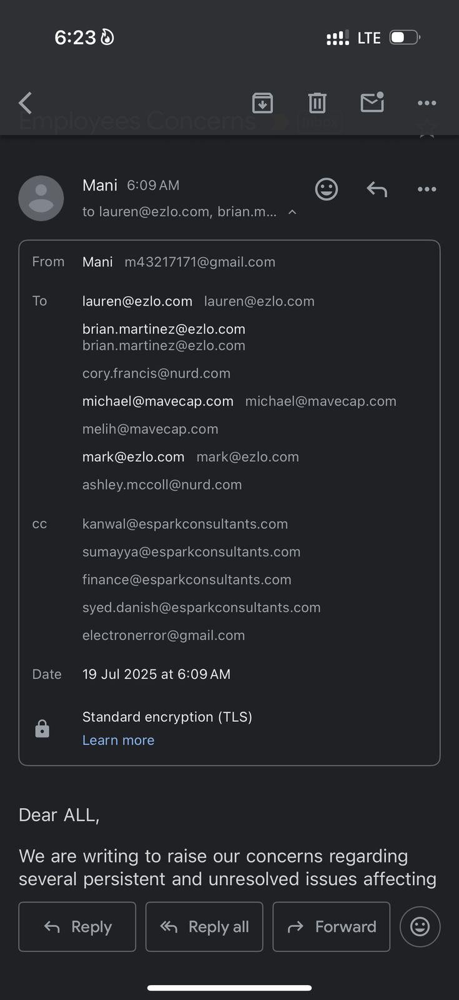 6:23
LTE
Employees Concerns
Inbox
Mani 6:09 AM
to lauren@ezlo.com, brian.m...
From Mani m43217171@gmail.com
To lauren@ezlo.com lauren@ezlo.com
brian.martinez@ezlo.com
brian.martinez@ezlo.com
cory.francis@nurd.com
michael@mavecap.com michael@mavecap.com
melih@mavecap.com
mark@ezlo.com mark@ezlo.com
ashley.mccoll@nurd.com
cc kanwal@esparkconsultants.com
sumayya@esparkconsultants.com
finance@esparkconsultants.com
syed.danish@esparkconsultants.com
electronerror@gmail.com
Date 19 Jul 2025 at 6:09 AM
Standard encryption (TLS)
Learn more
Dear ALL,
We are writing to raise our concerns regarding
several persistent and unresolved issues affecting
Reply Reply all Forward